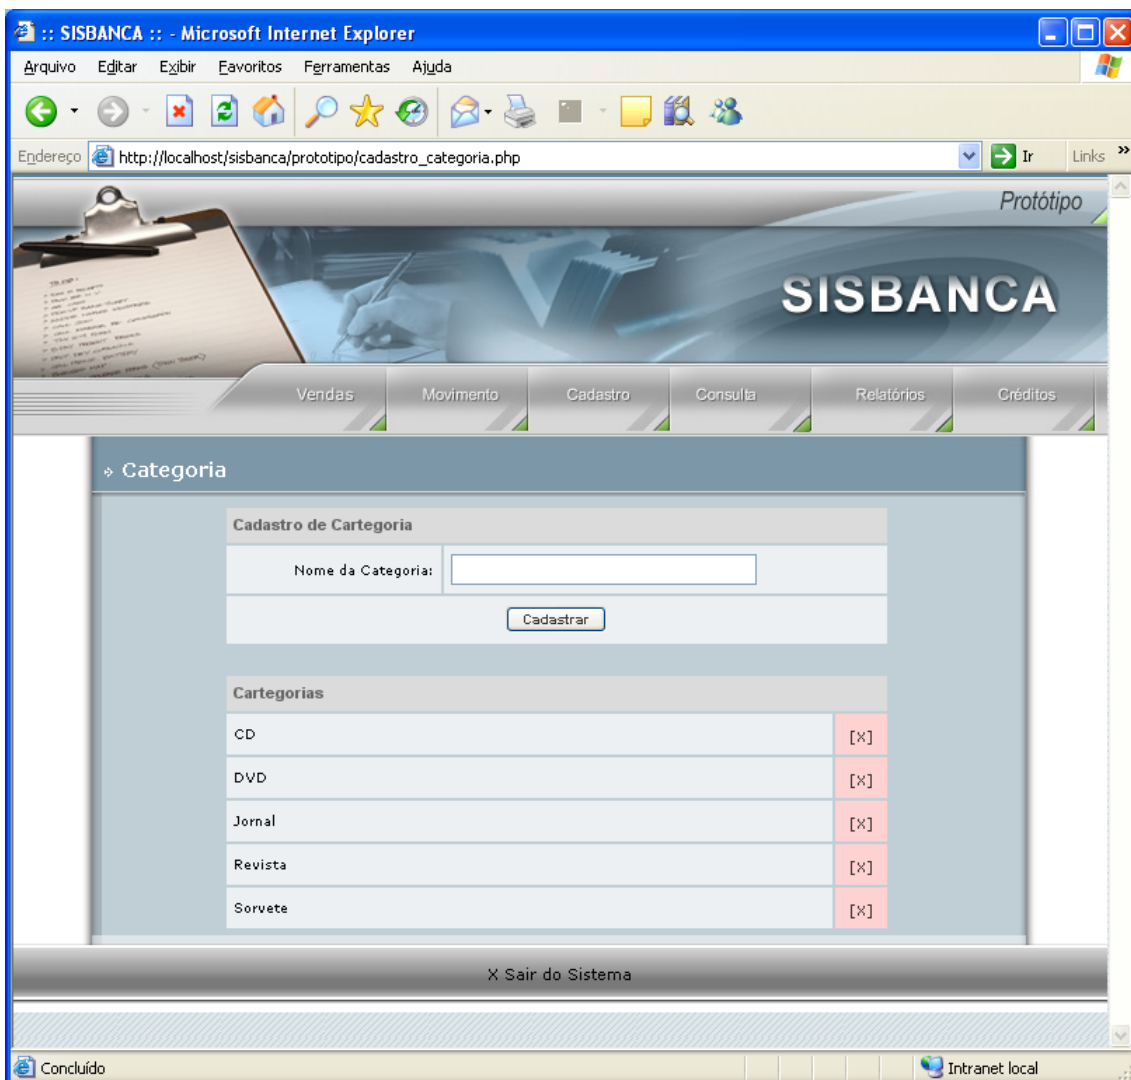 :: SISBANCA :: - Microsoft Internet Explorer
Arquivo Editar Exibir Favoritos Ferramentas Ajuda
Endereço http://localhost/sisbanca/prototipo/cadastro_categoria.php Ir Links »
Protótipo
SISBANCA
Vendas Movimento Cadastro Consulta Relatórios Créditos
Categoria
Cadastro de Cartegoria
Nome da Categoria:
Cadastrar
Cartegorias
CD [X]
DVD [X]
Jornal [X]
Revista [X]
Sorvete [X]
X Sair do Sistema
Concluído Intranet local